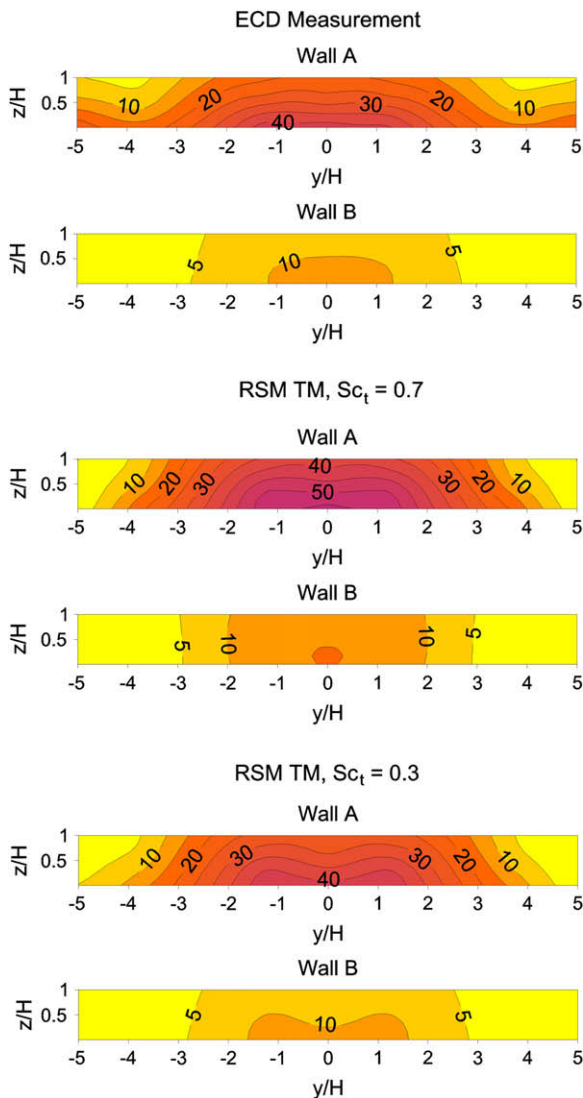 ECD Measurement
Wall A
z/H
1
0.5
10 20 30 40 20 10
-5 -4 -3 -2 -1 0 1 2 3 4 5
y/H
Wall B
z/H
1
0.5
5 10 5
-5 -4 -3 -2 -1 0 1 2 3 4 5
y/H
RSM TM, Sct = 0.7
Wall A
z/H
1
0.5
10 20 30 40 50 30 20 10
-5 -4 -3 -2 -1 0 1 2 3 4 5
y/H
Wall B
z/H
1
0.5
5 10 10 5
-5 -4 -3 -2 -1 0 1 2 3 4 5
y/H
RSM TM, Sct = 0.3
Wall A
z/H
1
0.5
10 20 30 40 30 20 10
-5 -4 -3 -2 -1 0 1 2 3 4 5
y/H
Wall B
z/H
1
0.5
5 10 5
-5 -4 -3 -2 -1 0 1 2 3 4 5
y/H